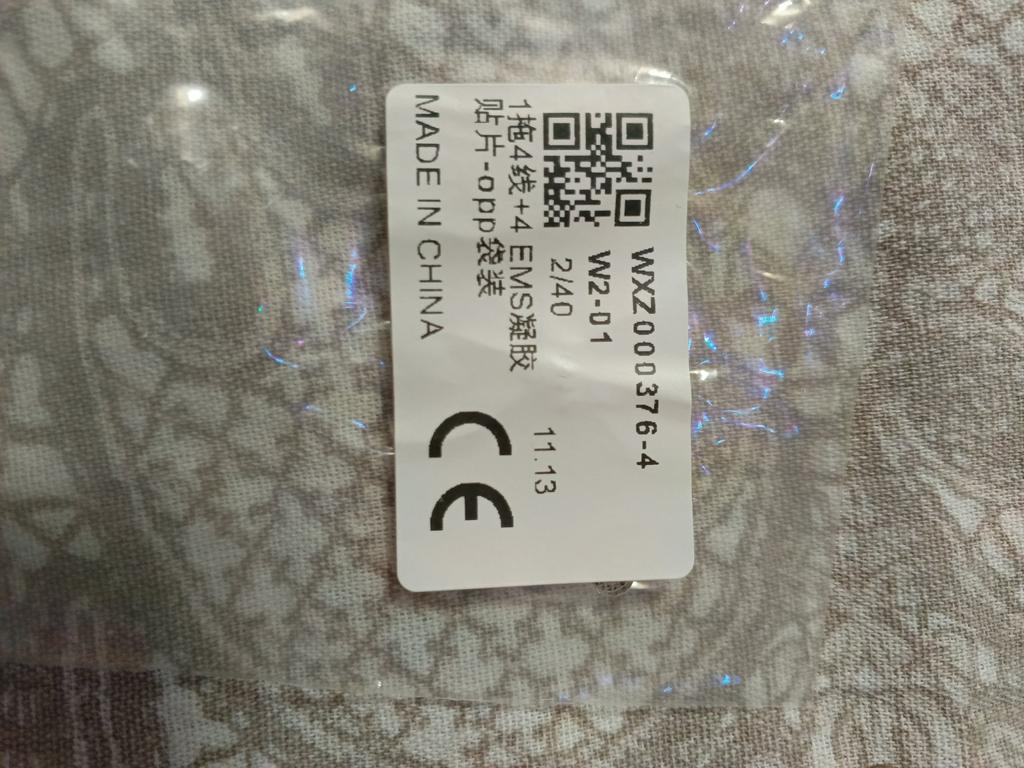 WXZ000376-4
W2-01
2/40
11.13
1拖4线+4 EMS凝胶
贴片-opp袋装
MADE IN CHINA
CE